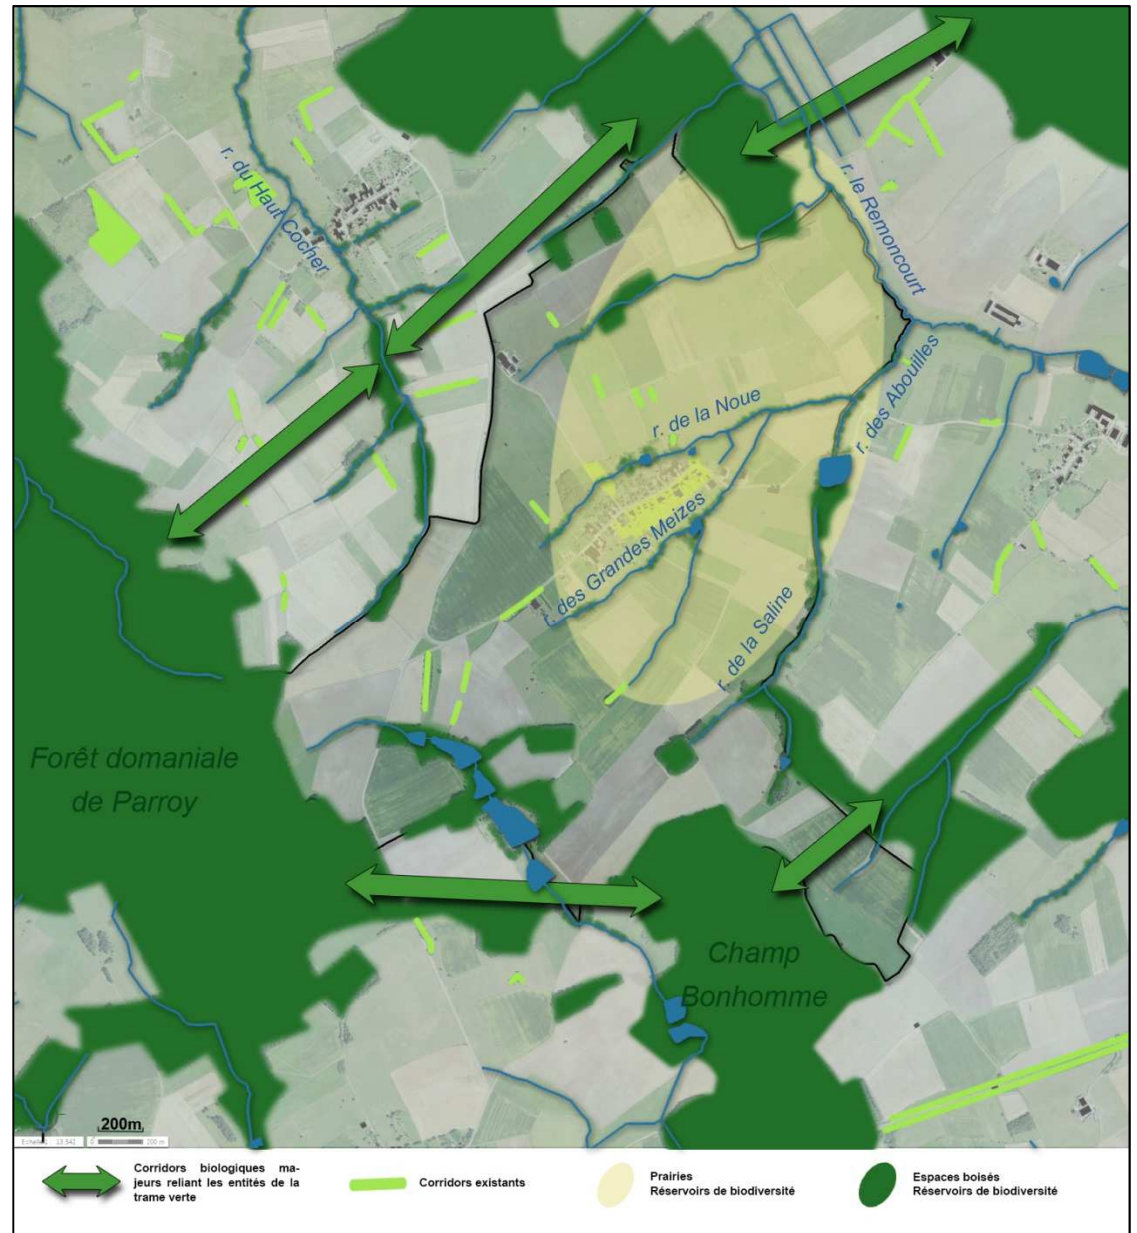 r. du Haut Cocher
r. le Remoncourt
r. de la Noue
r. des Abouilles
r. des Grandes Meizes
r. de la Saline
Forêt domaniale
de Parroy
Champ
Bonhomme
200m
0 200 m
Corridors biologiques ma-
jeurs reliant les entités de la
trame verte
Corridors existants
Prairies
Réservoirs de biodiversité
Espaces boisés
Réservoirs de biodiversité